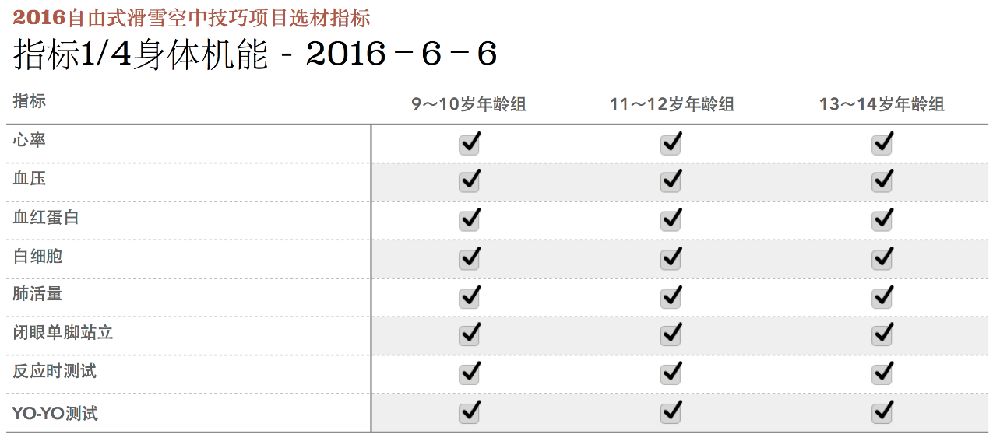 2016自由式滑雪空中技巧项目选材指标
指标1/4身体机能 - 2016－6－6
指标 9～10岁年龄组 11～12岁年龄组 13～14岁年龄组
心率
血压
血红蛋白
白细胞
肺活量
闭眼单脚站立
反应时测试
YO-YO测试